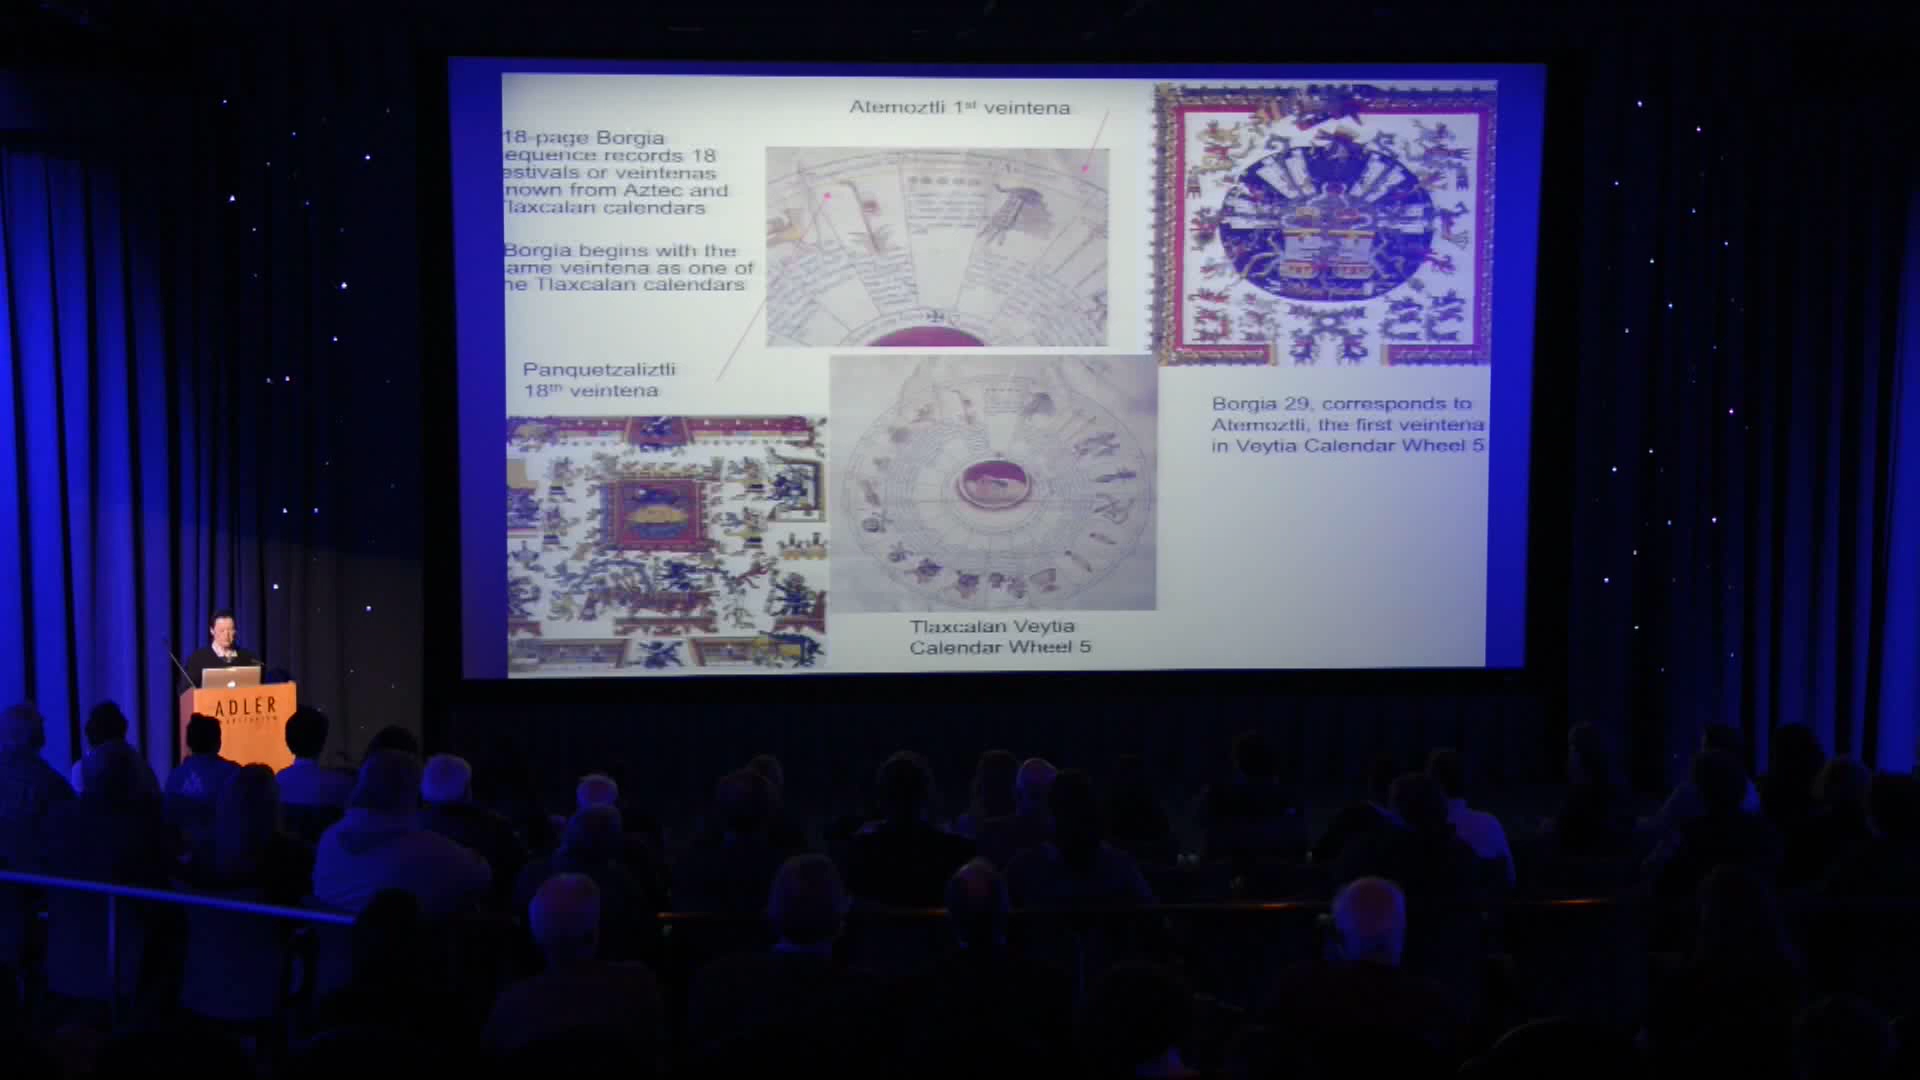 Atemoztli 1st veintena
18-page Borgia
equence records 18
estivals or veintenas
nown from Aztec and
Tlaxcalan calendars
Borgia begins with the
ame veintena as one of
he Tlaxcalan calendars
Panquetzaliztli
18th veintena
Borgia 29, corresponds to
Atemoztli, the first veintena
in Veytia Calendar Wheel 5
Tlaxcalan Veytia
Calendar Wheel 5
ADLER